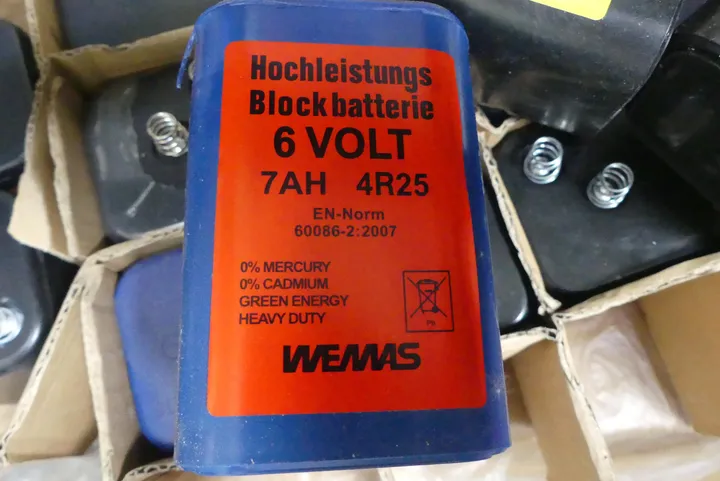 Hochleistungs
Blockbatterie
6 VOLT
7AH 4R25
EN-Norm
60086-2:2007
0% MERCURY
0% CADMIUM
GREEN ENERGY
HEAVY DUTY
Pb
WEMAS